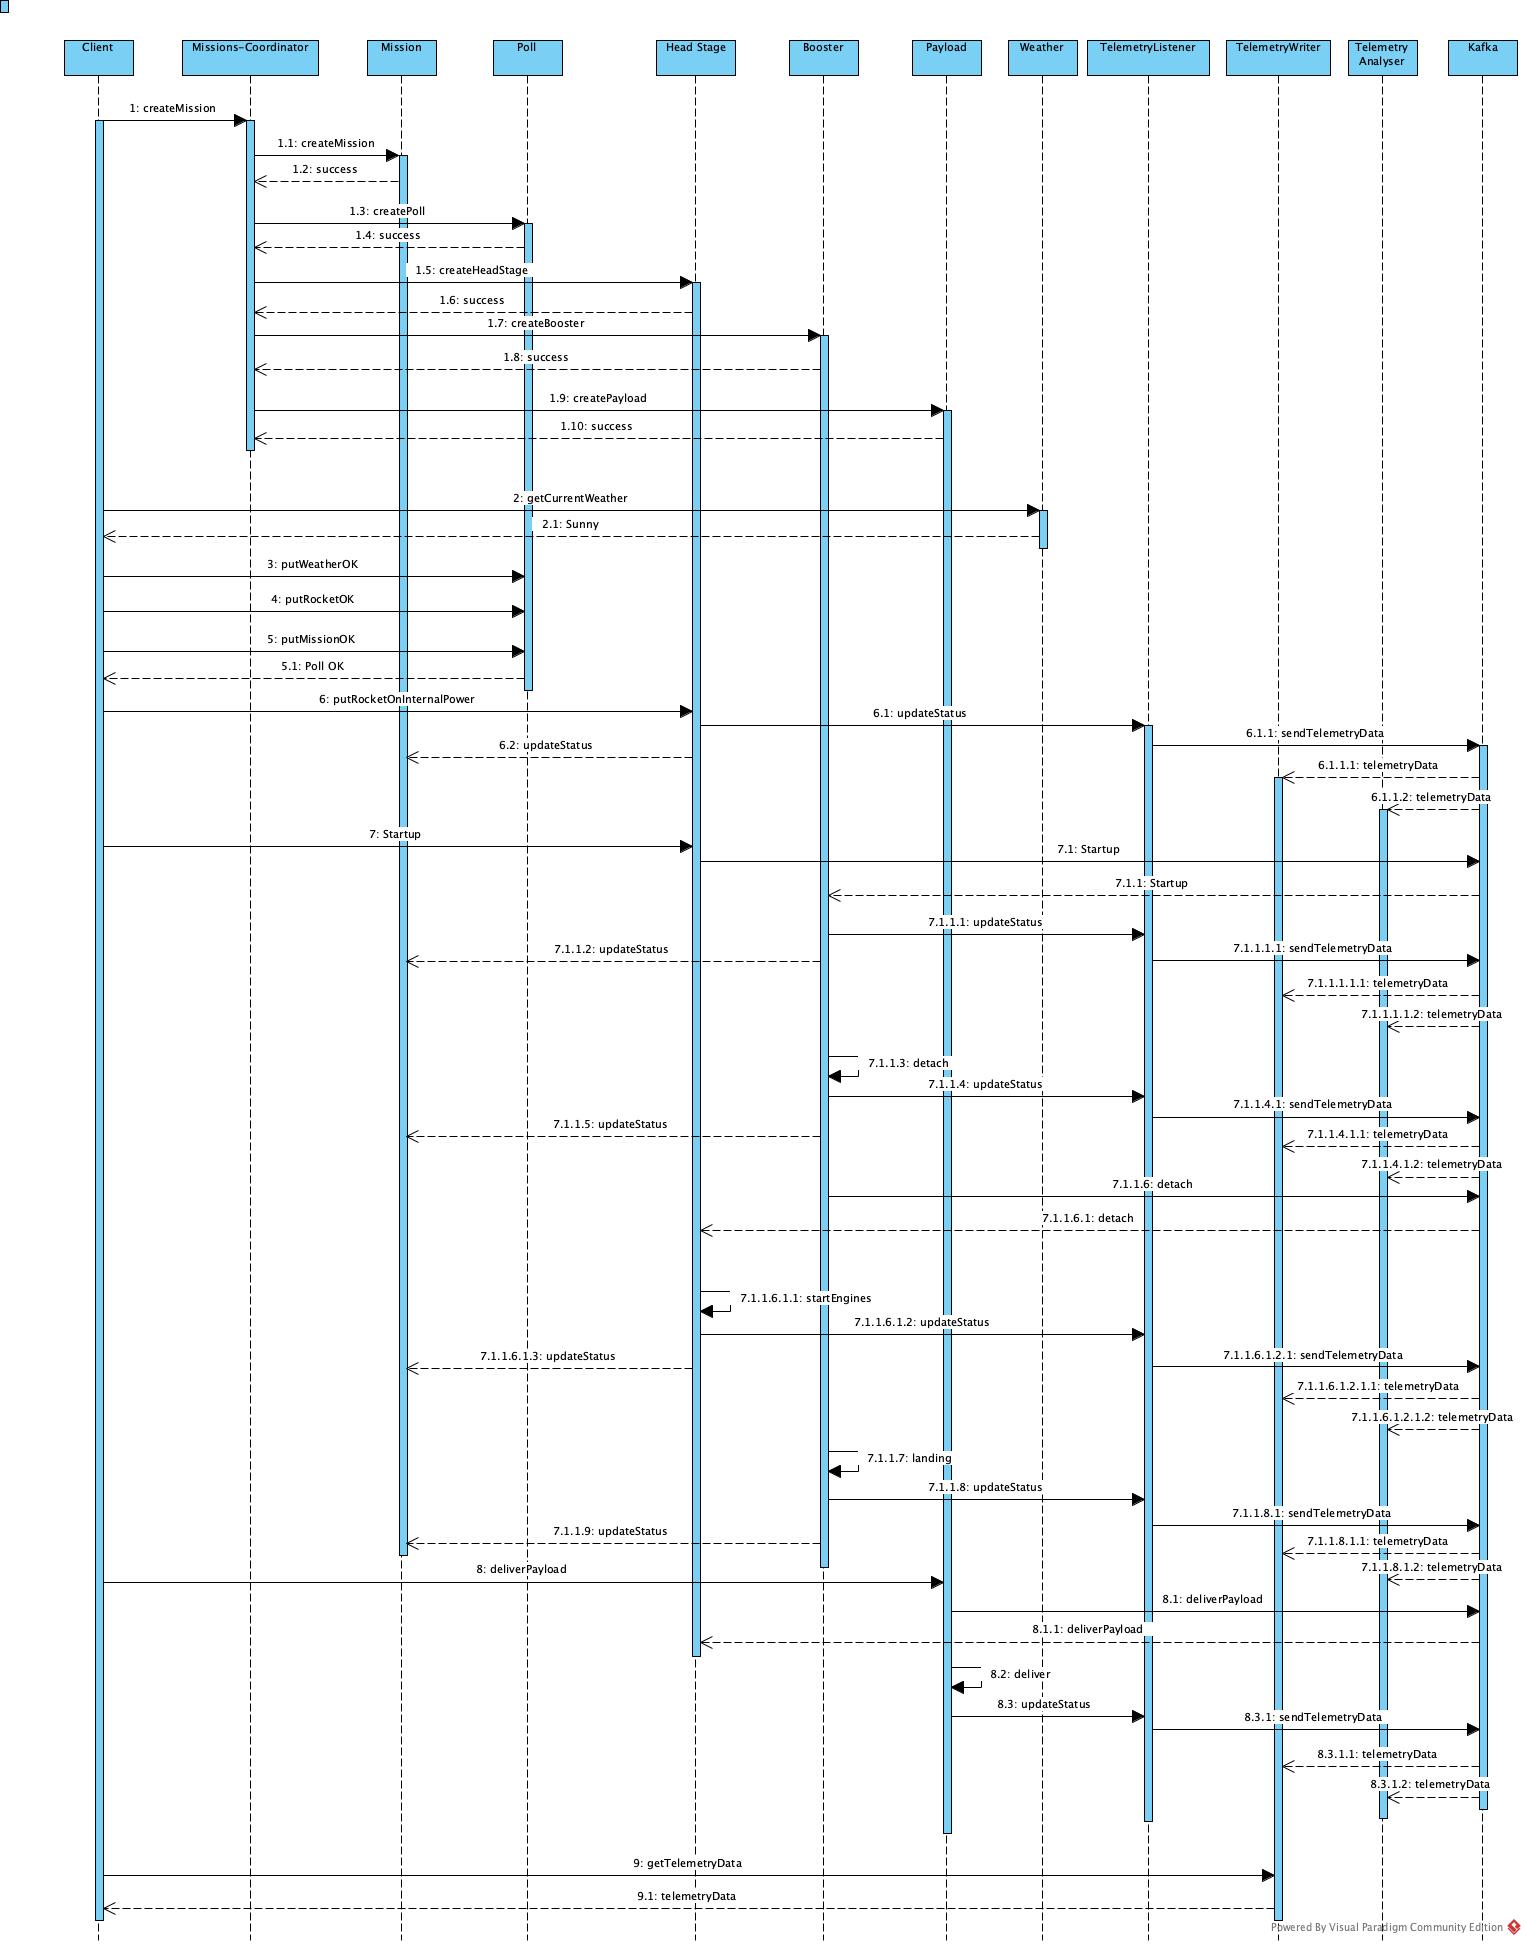 Client
Missions-Coordinator
Mission
Poll
Head Stage
Booster
Payload
Weather
TelemetryListener
TelemetryWriter
Telemetry
Analyser
Kafka
1: createMission
1.1: createMission
1.2: success
1.3: createPoll
1.4: success
1.5: createHeadStage
1.6: success
1.7: createBooster
1.8: success
1.9: createPayload
1.10: success
2: getCurrentWeather
2.1: Sunny
3: putWeatherOK
4: putRocketOK
5: putMissionOK
5.1: Poll OK
6: putRocketOnInternalPower
6.1: updateStatus
6.1.1: sendTelemetryData
6.2: updateStatus
6.1.1.1: telemetryData
6.1.1.2: telemetryData
7: Startup
7.1: Startup
7.1.1: Startup
7.1.1.1: updateStatus
7.1.1.2: updateStatus
7.1.1.1.1: sendTelemetryData
7.1.1.1.1.1: telemetryData
7.1.1.1.1.2: telemetryData
7.1.1.3: detach
7.1.1.4: updateStatus
7.1.1.4.1: sendTelemetryData
7.1.1.5: updateStatus
7.1.1.4.1.1: telemetryData
7.1.1.4.1.2: telemetryData
7.1.1.6: detach
7.1.1.6.1: detach
7.1.1.6.1.1: startEngines
7.1.1.6.1.2: updateStatus
7.1.1.6.1.3: updateStatus
7.1.1.6.1.2.1: sendTelemetryData
7.1.1.6.1.2.1.1: telemetryData
7.1.1.6.1.2.1.2: telemetryData
7.1.1.7: landing
7.1.1.8: updateStatus
7.1.1.8.1: sendTelemetryData
7.1.1.9: updateStatus
7.1.1.8.1.1: telemetryData
7.1.1.8.1.2: telemetryData
8: deliverPayload
8.1: deliverPayload
8.1.1: deliverPayload
8.2: deliver
8.3: updateStatus
8.3.1: sendTelemetryData
8.3.1.1: telemetryData
8.3.1.2: telemetryData
9: getTelemetryData
9.1: telemetryData
Powered By Visual Paradigm Community Edition